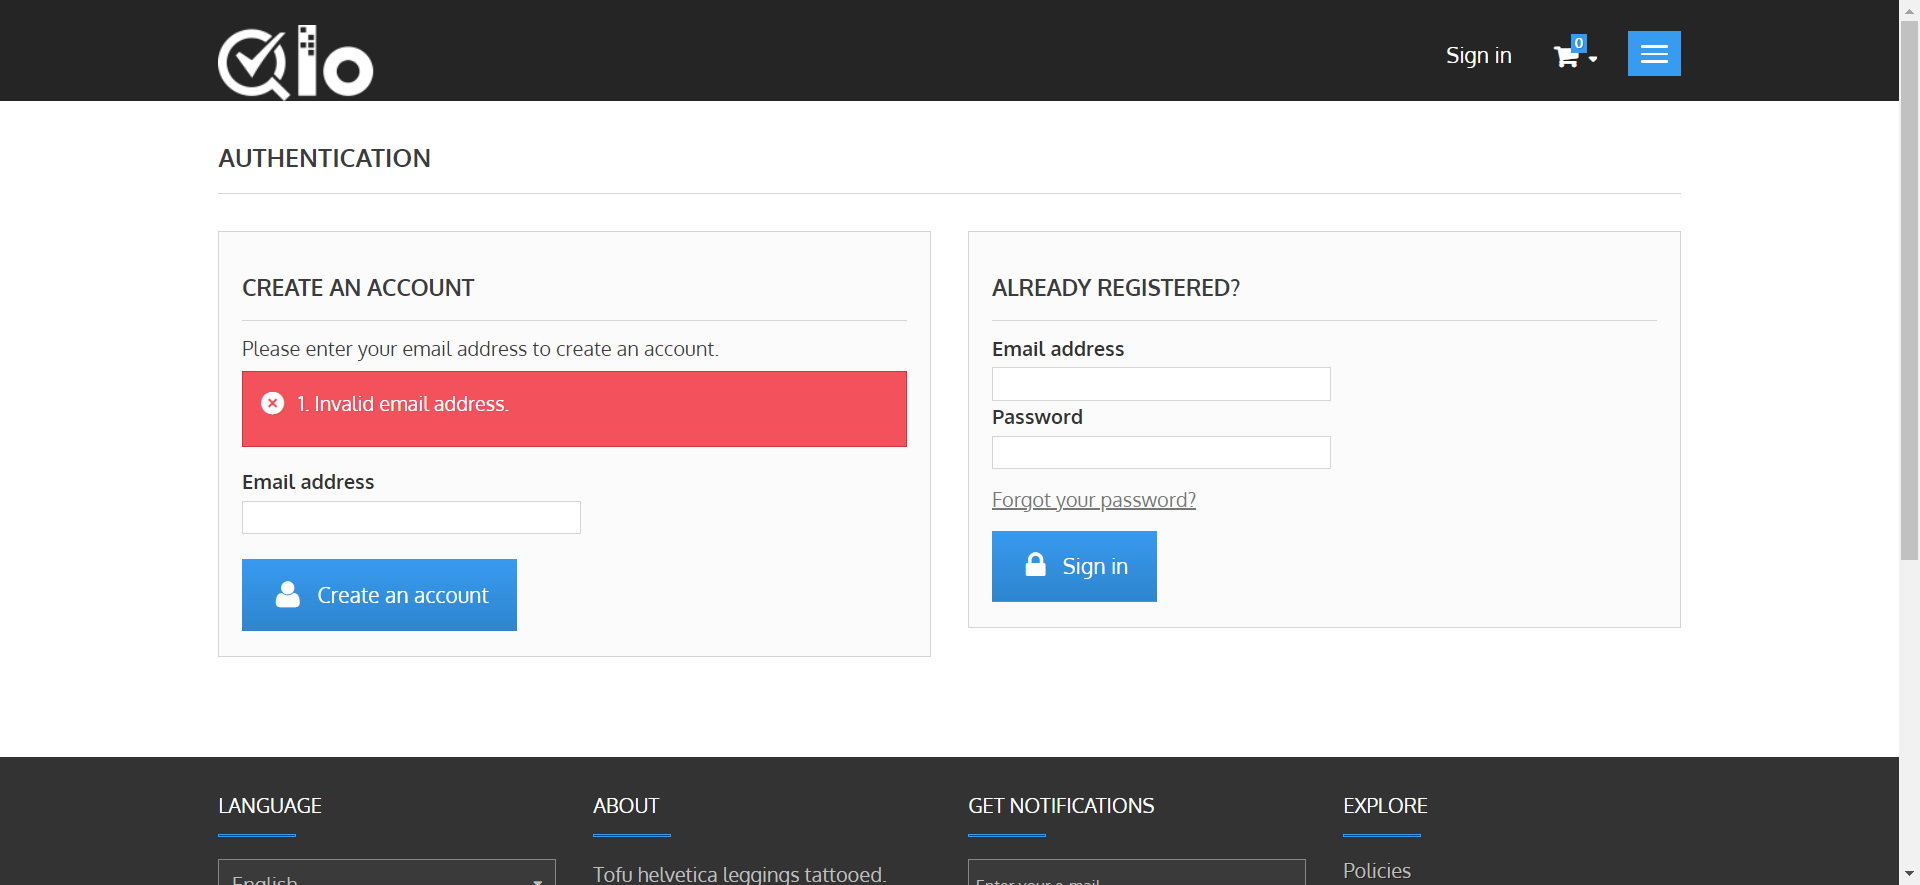 Qlo
Sign in
0
AUTHENTICATION
CREATE AN ACCOUNT
Please enter your email address to create an account.
1. Invalid email address.
Email address
Create an account
ALREADY REGISTERED?
Email address
Password
Forgot your password?
Sign in
LANGUAGE
English
ABOUT
Tofu helvetica leggings tattooed.
GET NOTIFICATIONS
Enter your e-mail
EXPLORE
Policies